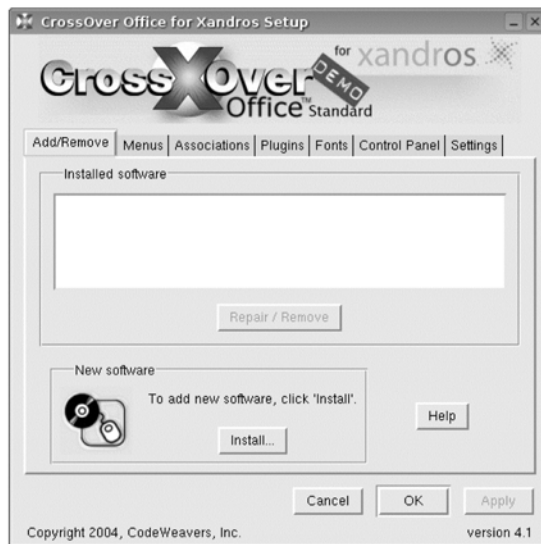 CrossOver Office for Xandros Setup
for xandros
CrossOver DEMO
Office™ Standard
Add/Remove Menus Associations Plugins Fonts Control Panel Settings
Installed software
Repair / Remove
New software
To add new software, click 'Install'.
Install...
Help
Cancel OK Apply
Copyright 2004, CodeWeavers, Inc. version 4.1